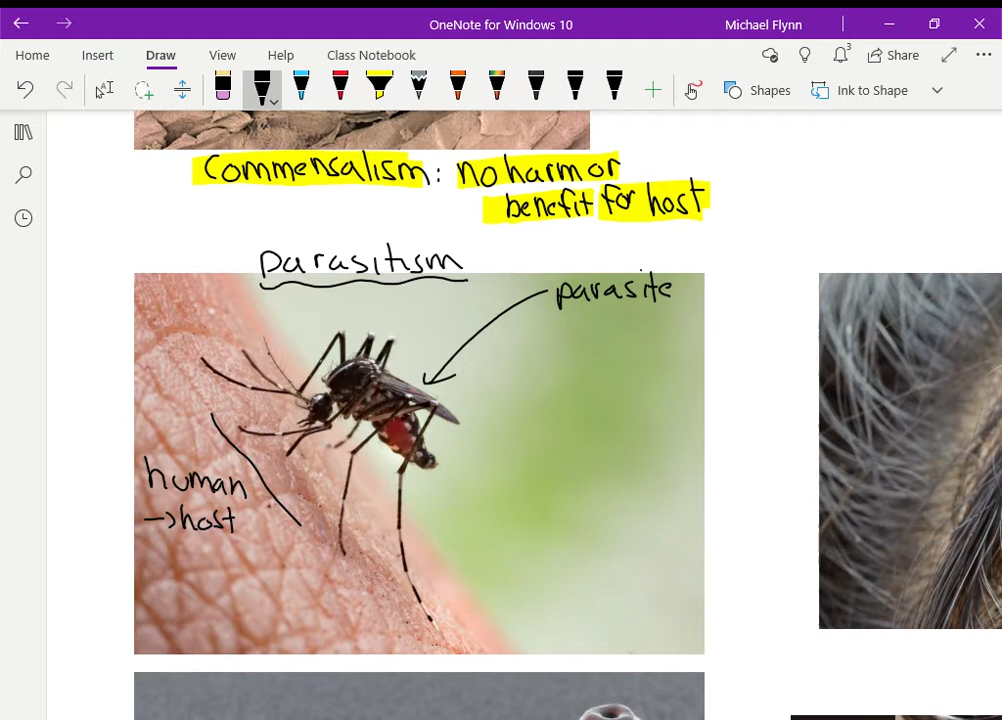 OneNote for Windows 10
Michael Flynn
Home Insert Draw View Help Class Notebook
3 Share
Shapes Ink to Shape
Commensalism: no harm or
benefit for host
Parasitism
parasite
human
→host